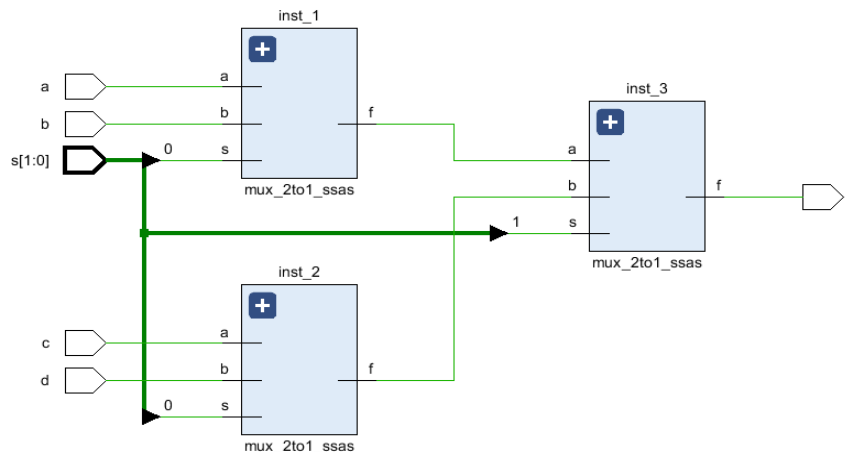 inst_1
a
a
b
b
f
s[1:0]
0
s
mux_2to1_ssas
inst_3
a
b
f
1
s
mux_2to1_ssas
inst_2
c
a
d
b
f
0
s
mux_2to1_ssas